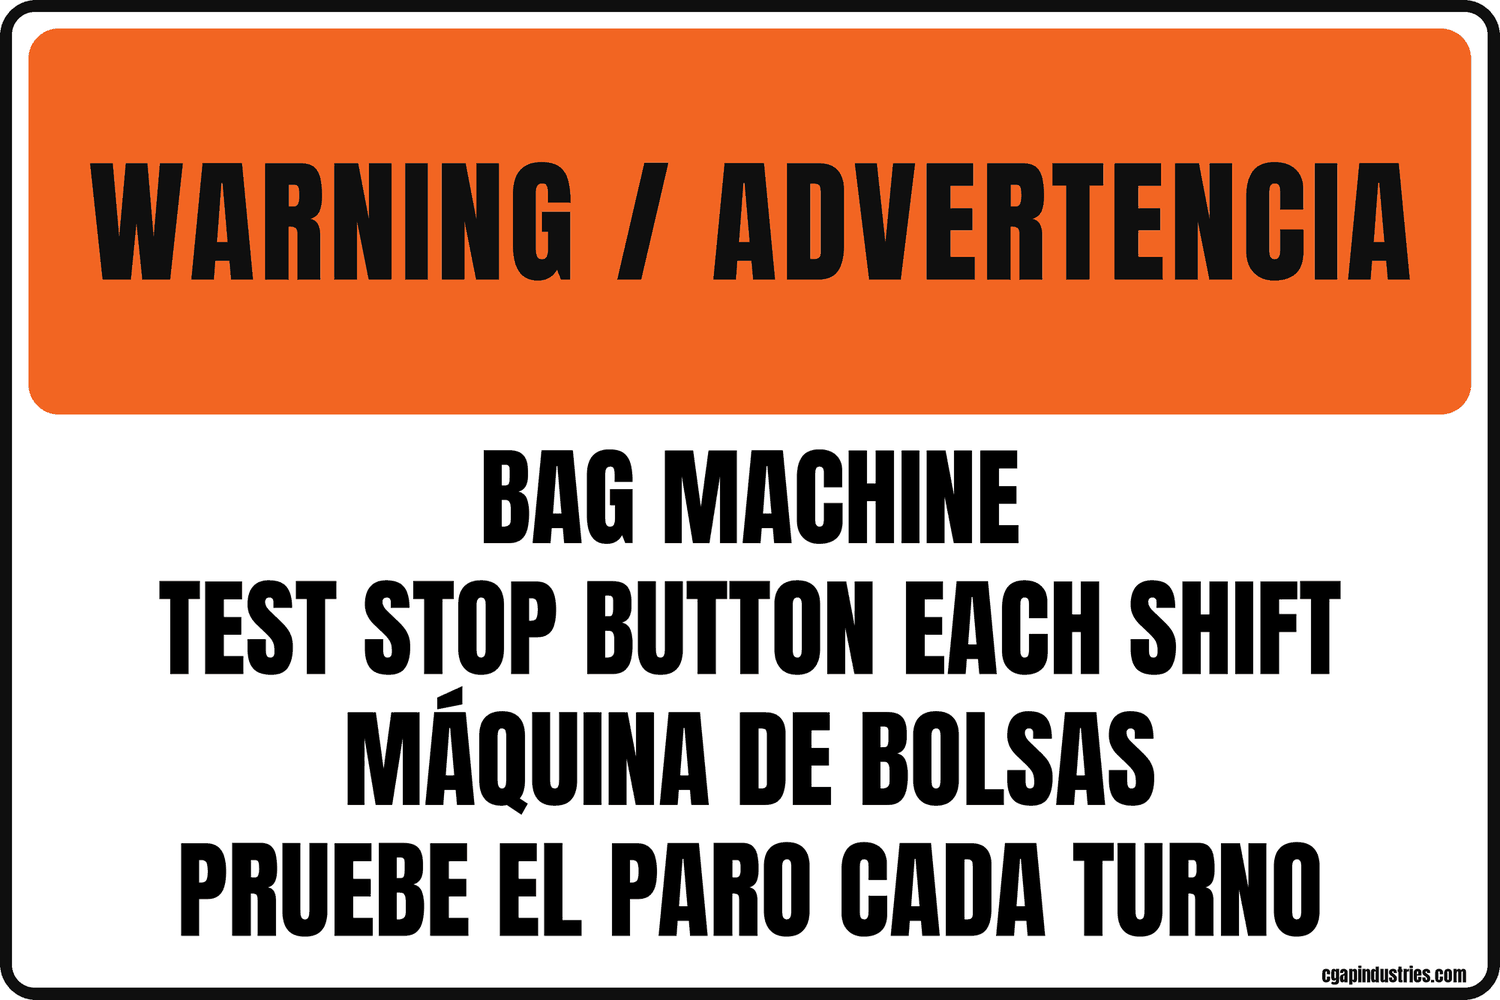 WARNING / ADVERTENCIA
BAG MACHINE
TEST STOP BUTTON EACH SHIFT
MÁQUINA DE BOLSAS
PRUEBE EL PARO CADA TURNO
cgapindustries.com